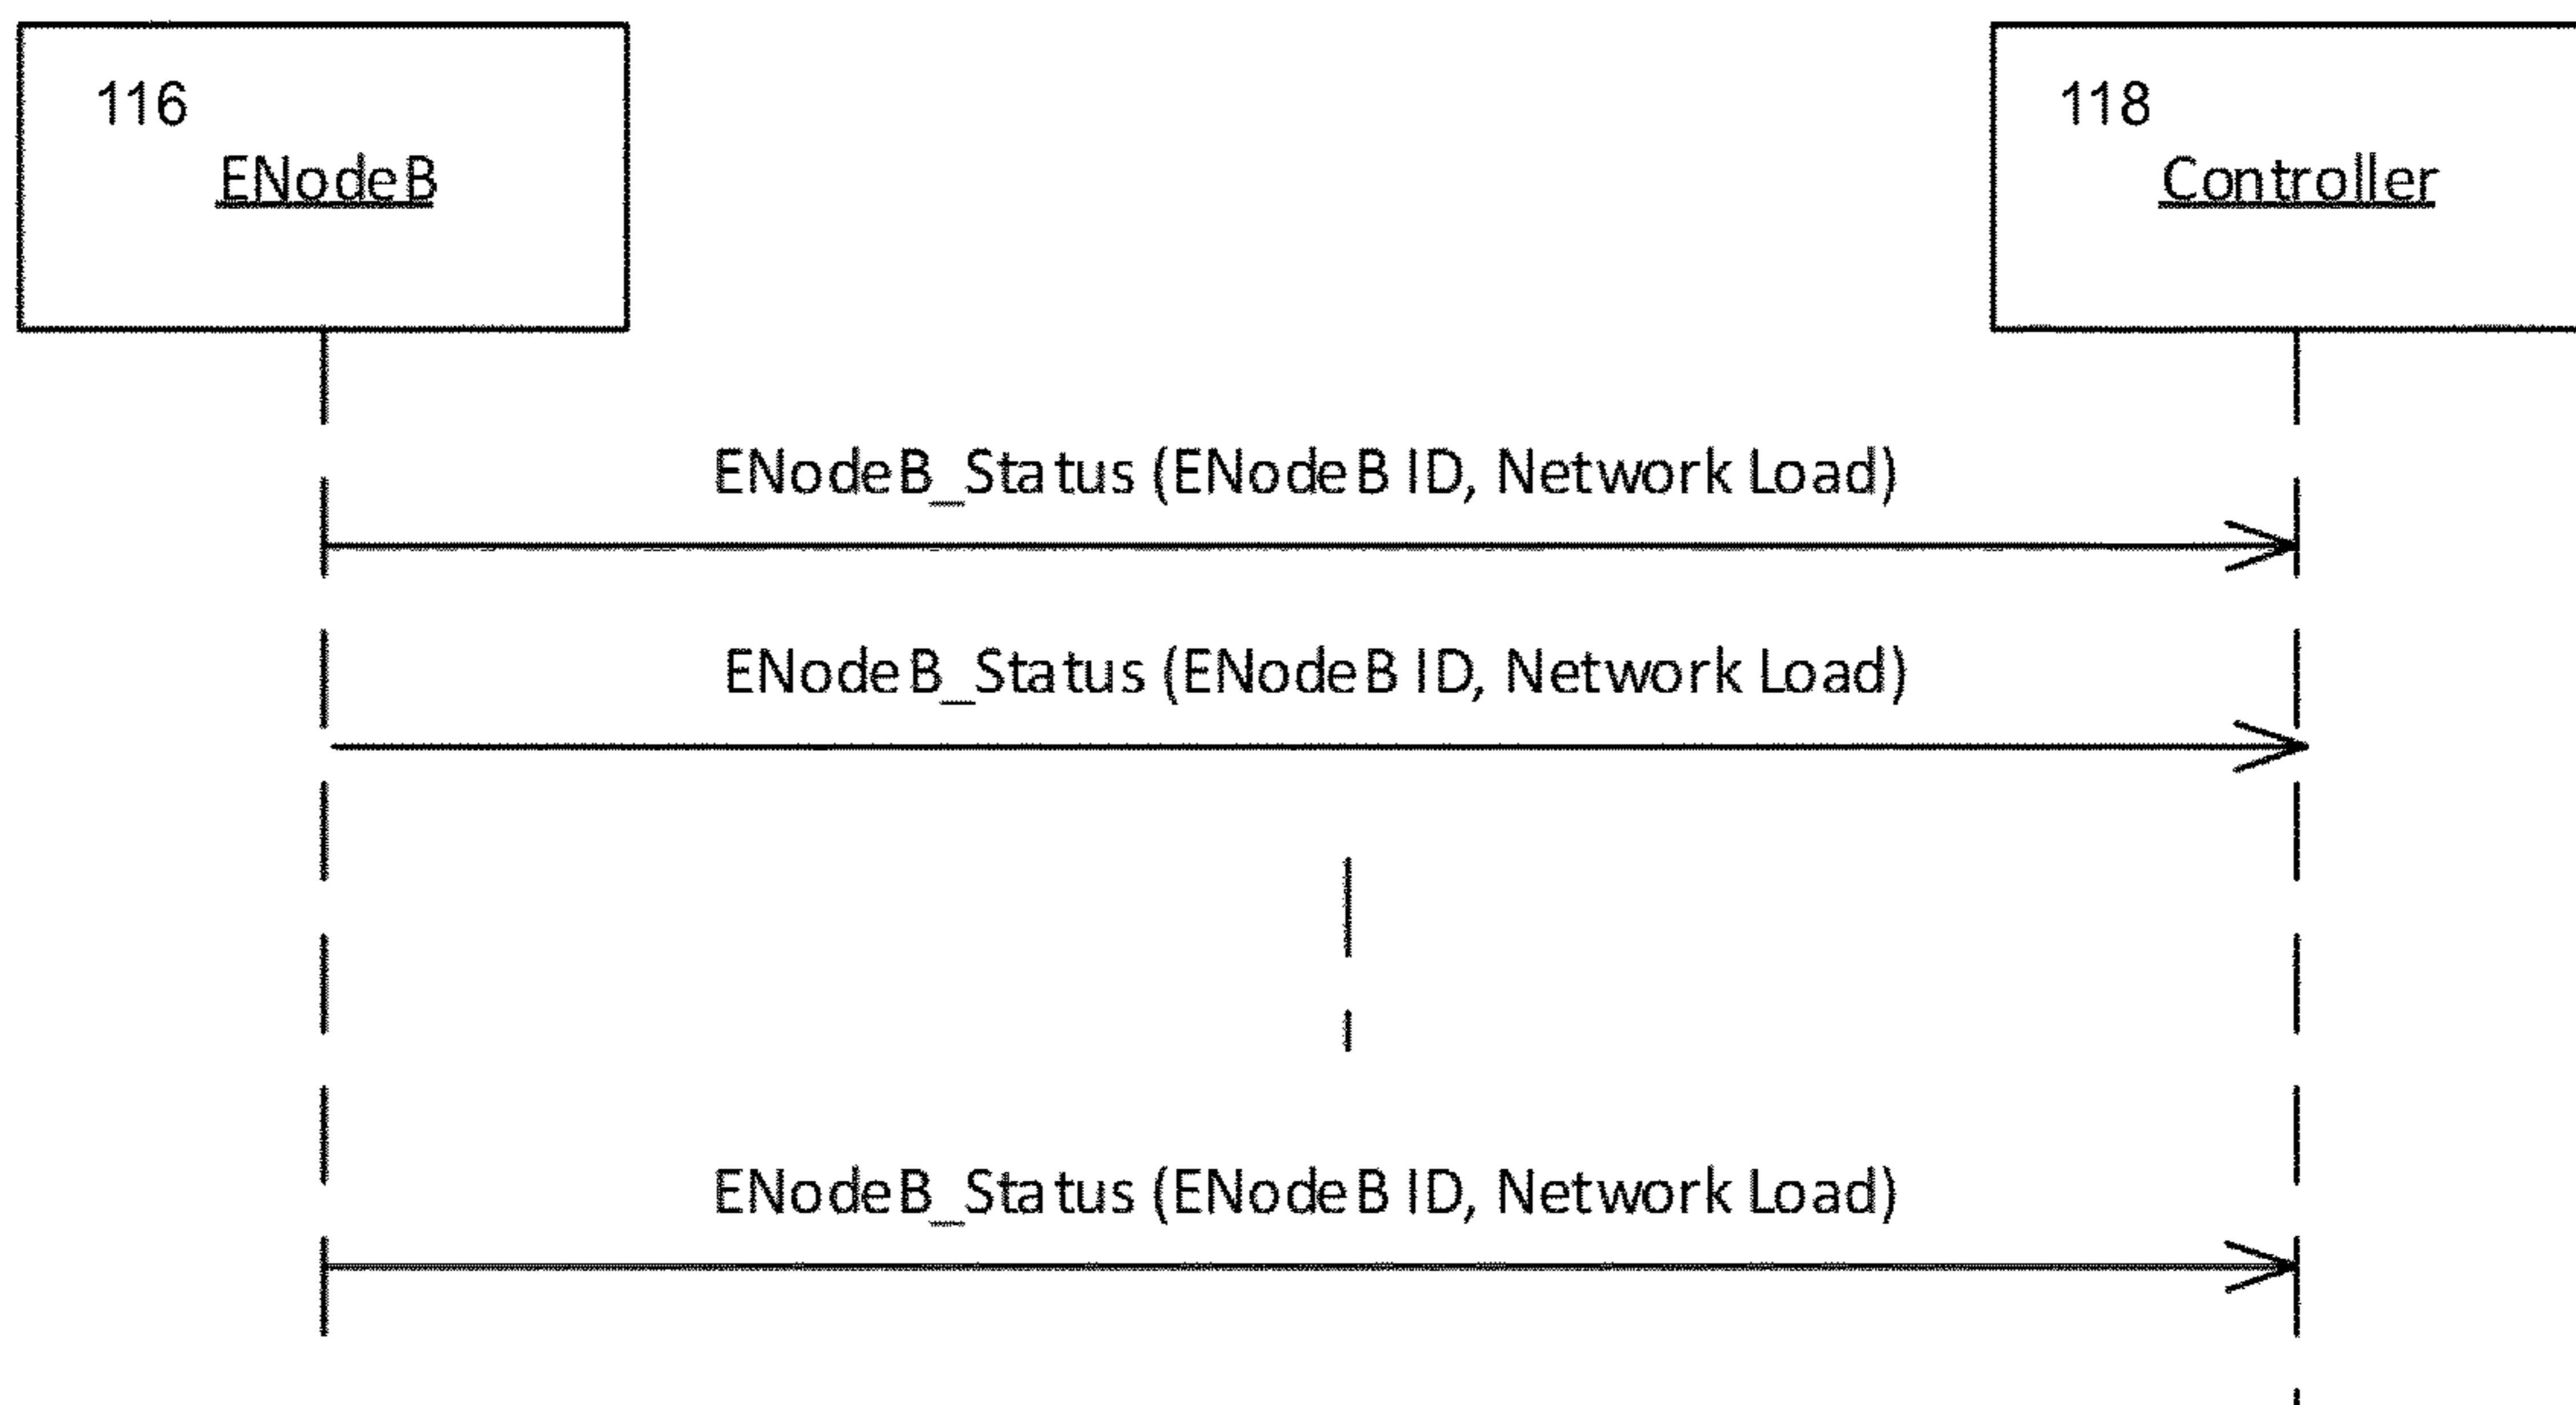 116
ENodeB
118
Controller
ENodeB_Status (ENodeB ID, Network Load)
ENodeB_Status (ENodeB ID, Network Load)
ENodeB_Status (ENodeB ID, Network Load)